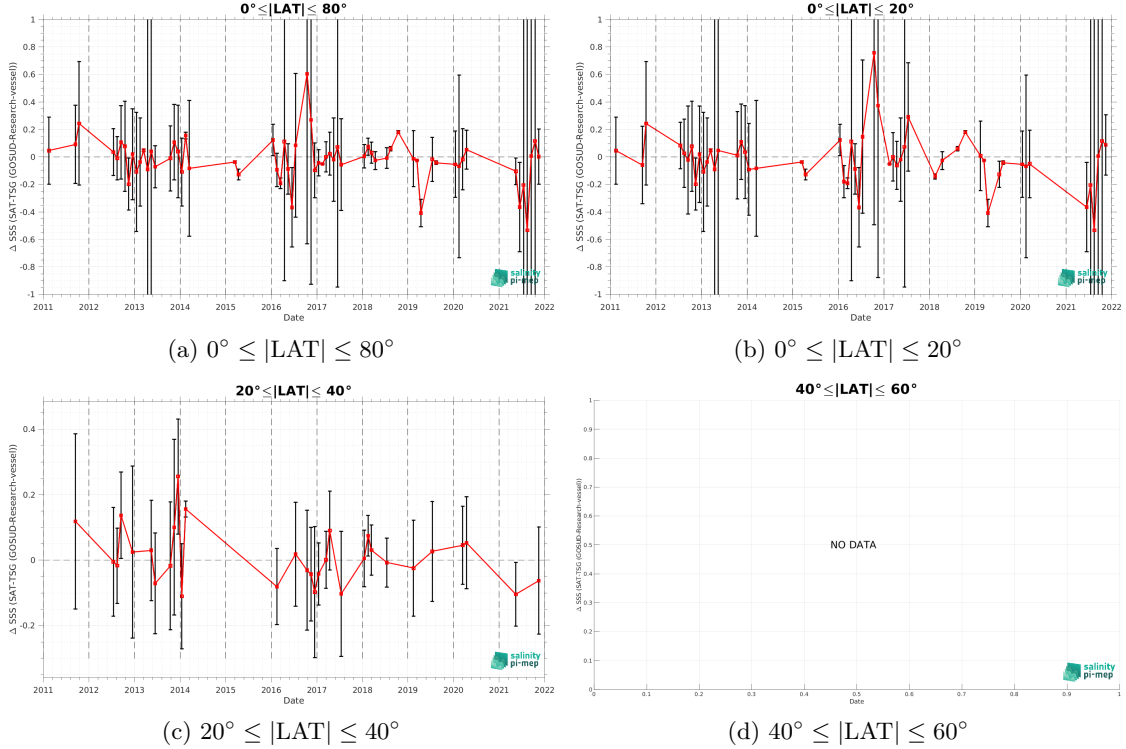 0°≤|LAT|≤ 80°
Δ SSS (SAT-TSG (GOSUD-Research-vessel))
1
0.8
0.6
0.4
0.2
0
-0.2
-0.4
-0.6
-0.8
-1
2011 2012 2013 2014 2015 2016 2017 2018 2019 2020 2021 2022
Date
salinity
pi-mep
(a) 0° ≤ |LAT| ≤ 80°
0°≤|LAT|≤ 20°
Δ SSS (SAT-TSG (GOSUD-Research-vessel))
1
0.8
0.6
0.4
0.2
0
-0.2
-0.4
-0.6
-0.8
-1
2011 2012 2013 2014 2015 2016 2017 2018 2019 2020 2021 2022
Date
salinity
pi-mep
(b) 0° ≤ |LAT| ≤ 20°
20°≤|LAT|≤ 40°
Δ SSS (SAT-TSG (GOSUD-Research-vessel))
0.4
0.2
0
-0.2
2011 2012 2013 2014 2015 2016 2017 2018 2019 2020 2021 2022
Date
salinity
pi-mep
(c) 20° ≤ |LAT| ≤ 40°
40°≤|LAT|≤ 60°
Δ SSS (SAT-TSG (GOSUD-Research-vessel))
1
0.9
0.8
0.7
0.6
0.5
0.4
0.3
0.2
0.1
0
NO DATA
0 0.1 0.2 0.3 0.4 0.5 0.6 0.7 0.8 0.9 1
Date
salinity
pi-mep
(d) 40° ≤ |LAT| ≤ 60°